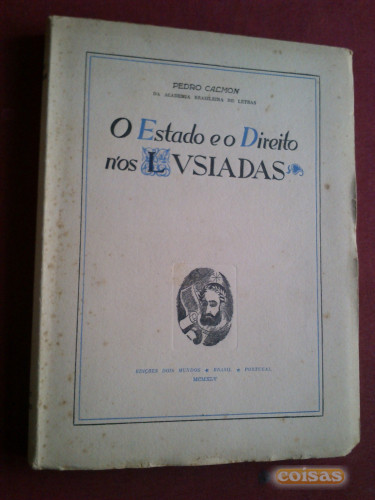 PEDRO CALMON
DA ACADEMIA BRASILEIRA DE LETRAS
O Estado e o Direito
n'os LVSIADAS
EDIÇÕES DOIS MUNDOS ★ BRASIL ★ PORTUGAL
MCMXLV
coisas